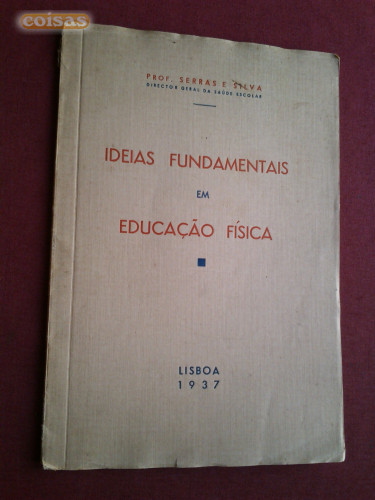 coisas
PROF. SERRAS E SILVA
DIRECTOR GERAL DA SAÚDE ESCOLAR
IDEIAS FUNDAMENTAIS
EM
EDUCAÇÃO FÍSICA
LISBOA
1937